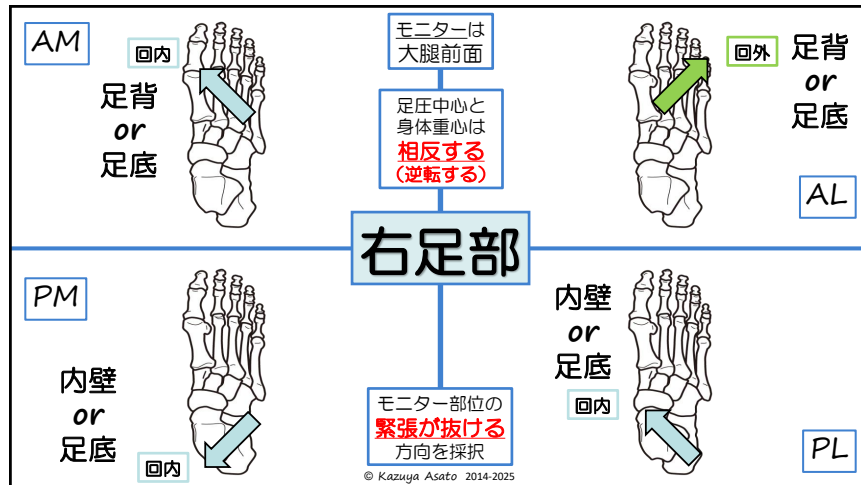 AM
回内
足背
or
足底
モニターは
大腿前面
足圧中心と
身体重心は
相反する
（逆転する）
回外
足背
or
足底
AL
右足部
PM
内壁
or
足底
回内
モニター部位の
緊張が抜ける
方向を採択
© Kazuya Asato 2014-2025
内壁
or
足底
回内
PL